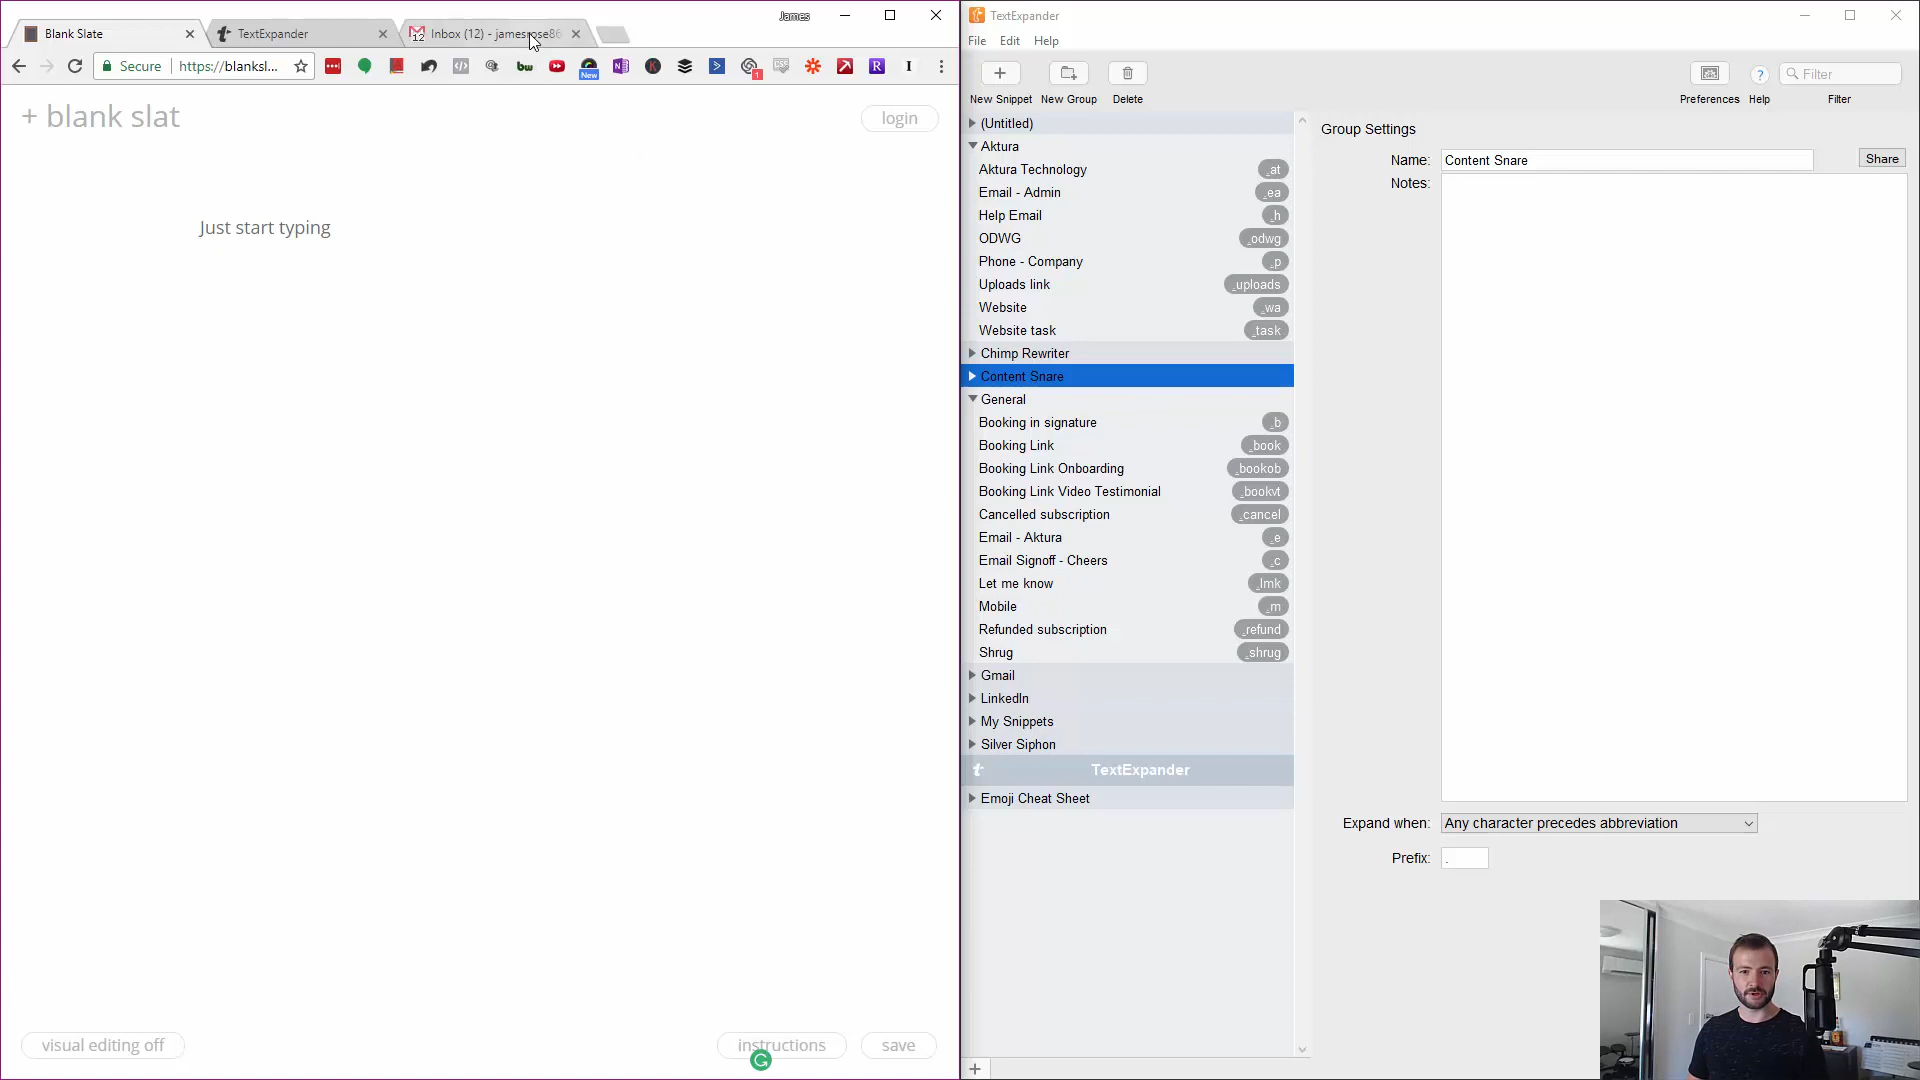 James
Blank Slate
TextExpander
Inbox (12) - jamesrose86
Secure
https://blanksl...
New
1
+ blank slat
login
Just start typing
visual editing off
instructions
save
TextExpander
File
Edit
Help
New Snippet
New Group
Delete
Preferences
Help
Filter
Filter
(Untitled)
Aktura
Aktura Technology
_at
Email - Admin
_ea
Help Email
_h
ODWG
_odwg
Phone - Company
_p
Uploads link
_uploads
Website
_wa
Website task
_task
Chimp Rewriter
Content Snare
General
Booking in signature
_b
Booking Link
_book
Booking Link Onboarding
_bookob
Booking Link Video Testimonial
_bookvt
Cancelled subscription
_cancel
Email - Aktura
_e
Email Signoff - Cheers
_c
Let me know
_lmk
Mobile
_m
Refunded subscription
_refund
Shrug
_shrug
Gmail
LinkedIn
My Snippets
Silver Siphon
TextExpander
Emoji Cheat Sheet
Group Settings
Name:
Content Snare
Share
Notes:
Expand when:
Any character precedes abbreviation
Prefix:
.